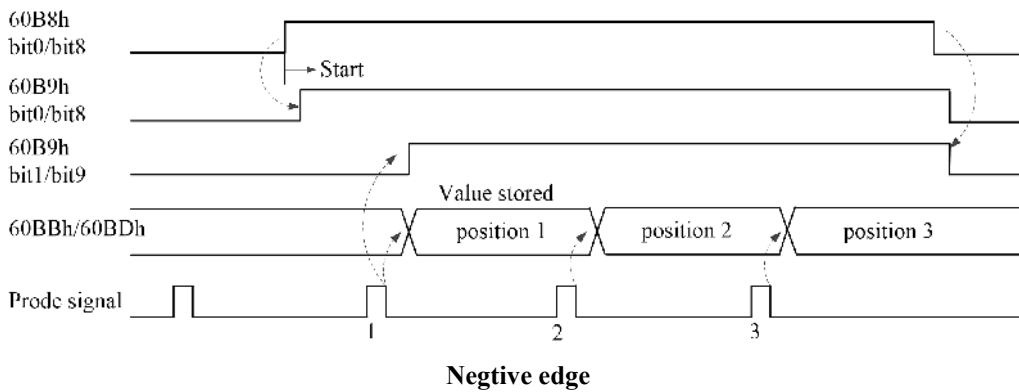 60B8h
bit0/bit8
Start
60B9h
bit0/bit8
60B9h
bit1/bit9
Value stored
60BBh/60BDh
position 1
position 2
position 3
Prode signal
1
2
3
Negtive edge